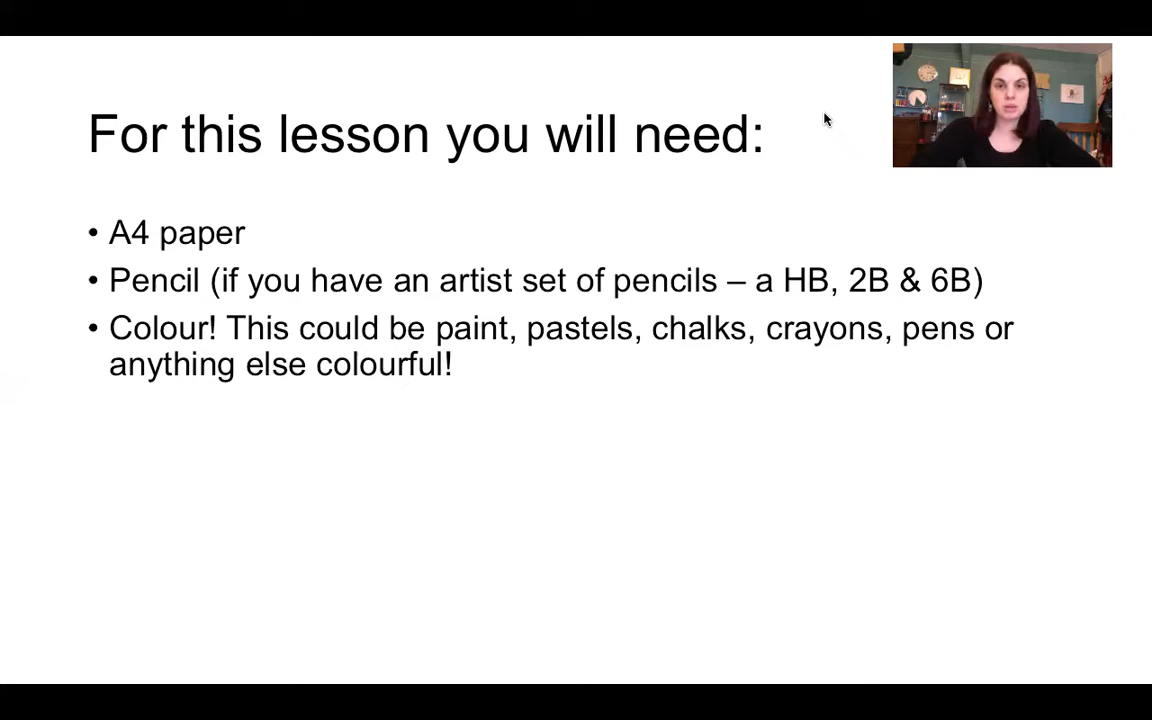 For this lesson you will need:
• A4 paper
• Pencil (if you have an artist set of pencils – a HB, 2B & 6B)
• Colour! This could be paint, pastels, chalks, crayons, pens or
anything else colourful!